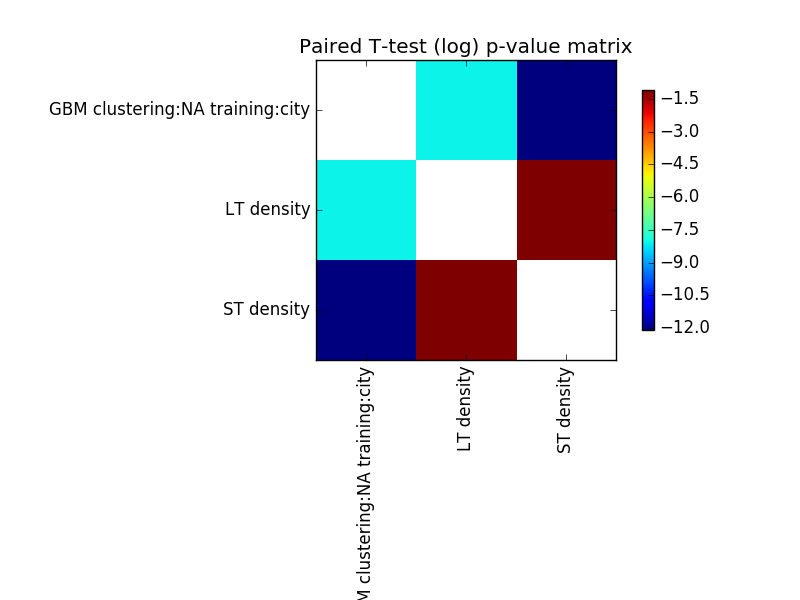 Paired T-test (log) p-value matrix
GBM clustering:NA training:city
LT density
ST density
−1.5
−3.0
−4.5
−6.0
−7.5
−9.0
−10.5
−12.0
M clustering:NA training:city
LT density
ST density